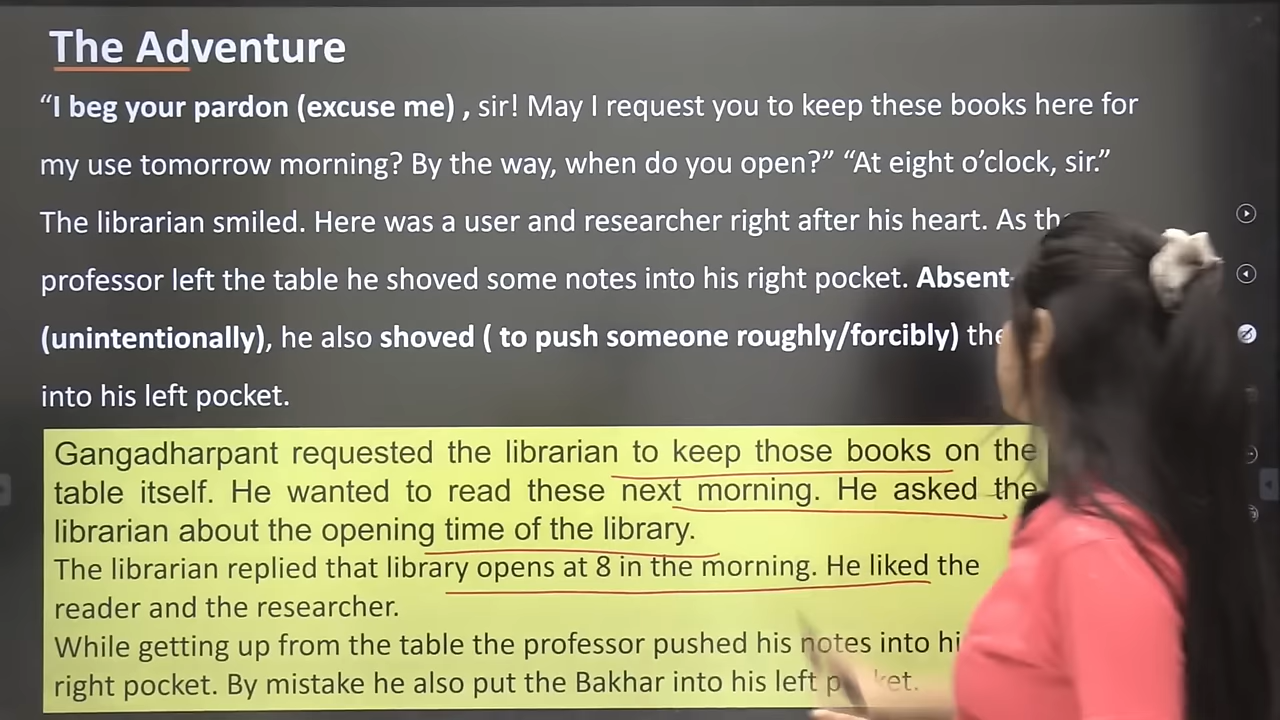 The Adventure
“I beg your pardon (excuse me) , sir! May I request you to keep these books here for
my use tomorrow morning? By the way, when do you open?” “At eight o’clock, sir.”
The librarian smiled. Here was a user and researcher right after his heart. As
professor left the table he shoved some notes into his right pocket. Absent-
(unintentionally), he also shoved ( to push someone roughly/forcibly)
into his left pocket.
Gangadharpant requested the librarian to keep those books on the
table itself. He wanted to read these next morning. He asked the
librarian about the opening time of the library.
The librarian replied that library opens at 8 in the morning. He liked the
reader and the researcher.
While getting up from the table the professor pushed his notes into
right pocket. By mistake he also put the Bakhar into his left